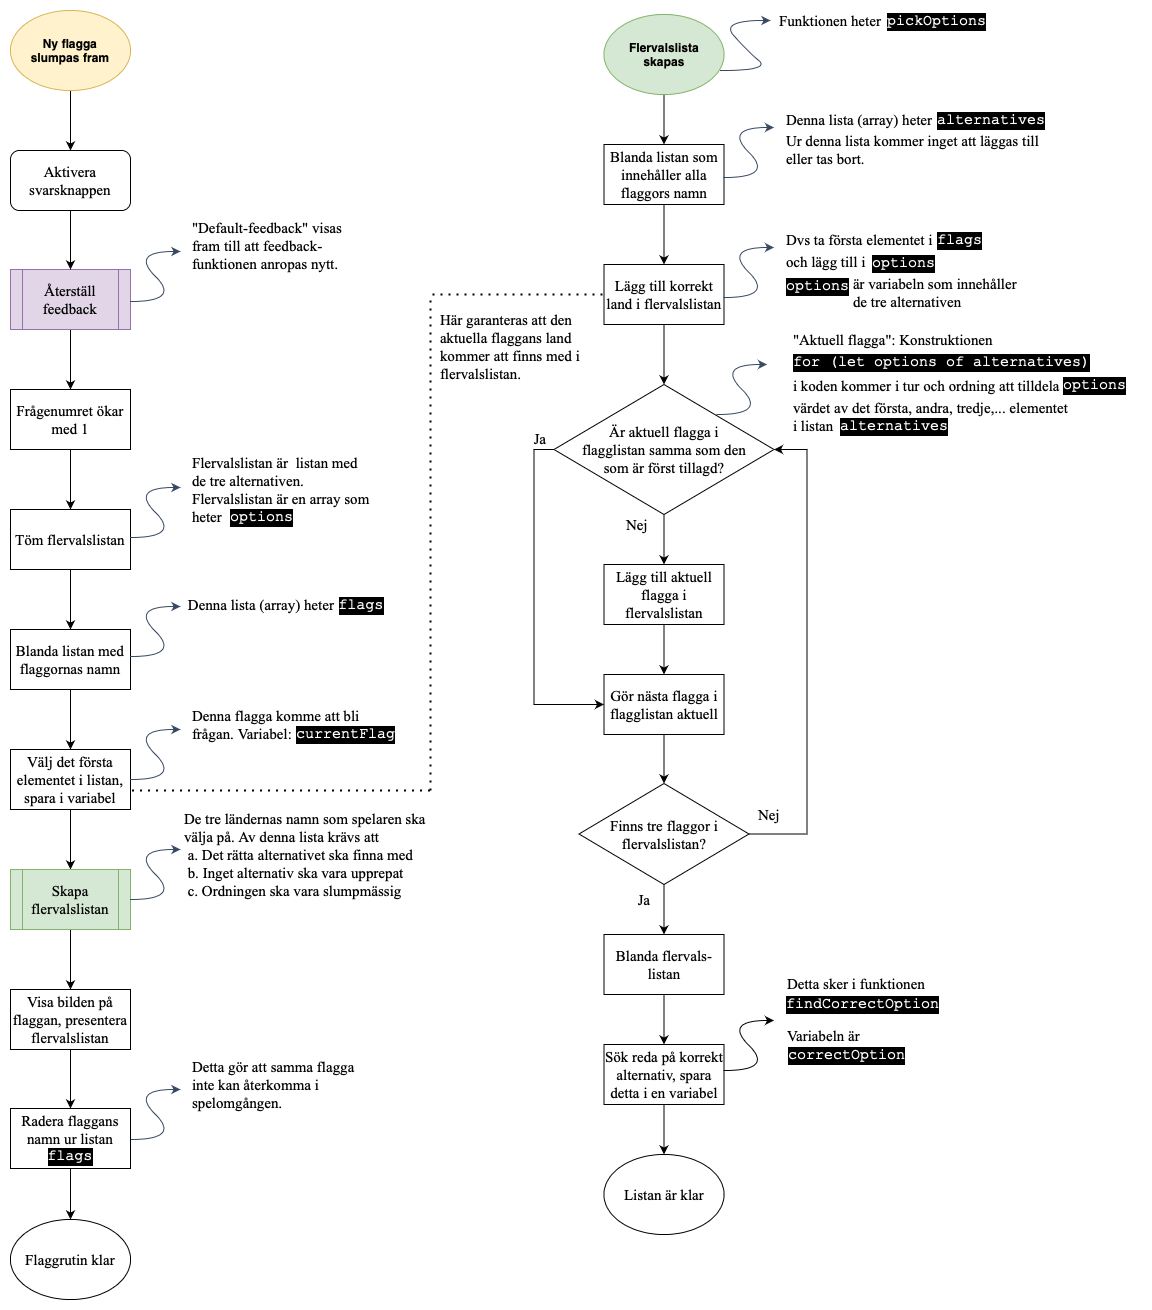 Ny flagga
slumpas fram
Aktivera
svarsknappen
"Default-feedback" visas
fram till att feedback-
funktionen anropas nytt.
Återställ
feedback
Frågenumret ökar
med 1
Flervalslistan är listan med
de tre alternativen.
Flervalslistan är en array som
heter options
Töm flervalslistan
Denna lista (array) heter flags
Blanda listan med
flaggornas namn
Denna flagga komme att bli
frågan. Variabel: currentFlag
Välj det första
elementet i listan,
spara i variabel
De tre ländernas namn som spelaren ska
välja på. Av denna lista krävs att
a. Det rätta alternativet ska finna med
b. Inget alternativ ska vara upprepat
c. Ordningen ska vara slumpmässig
Skapa
flervalslistan
Visa bilden på
flaggan, presentera
flervalslistan
Detta gör att samma flagga
inte kan återkomma i
spelomgången.
Radera flaggans
namn ur listan
flags
Flaggrutin klar
Flervalslista
skapas
Funktionen heter pickOptions
Denna lista (array) heter alternatives
Ur denna lista kommer inget att läggas till
eller tas bort.
Blanda listan som
innehåller alla
flaggors namn
Dvs ta första elementet i flags
och lägg till i options
options är variabeln som innehåller
de tre alternativen
Lägg till korrekt
land i flervalslistan
Här garanteras att den
aktuella flaggans land
kommer att finns med i
flervalslistan.
"Aktuell flagga": Konstruktionen
for (let options of alternatives)
i koden kommer i tur och ordning att tilldela options
värdet av det första, andra, tredje,... elementet
i listan alternatives
Är aktuell flagga i
flagglistan samma som den
som är först tillagd?
Ja
Nej
Lägg till aktuell
flagga i
flervalslistan
Gör nästa flagga i
flagglistan aktuell
Finns tre flaggor i
flervalslistan?
Nej
Ja
Blanda flervals-
listan
Detta sker i funktionen
findCorrectOption
Variabeln är
correctOption
Sök reda på korrekt
alternativ, spara
detta i en variabel
Listan är klar